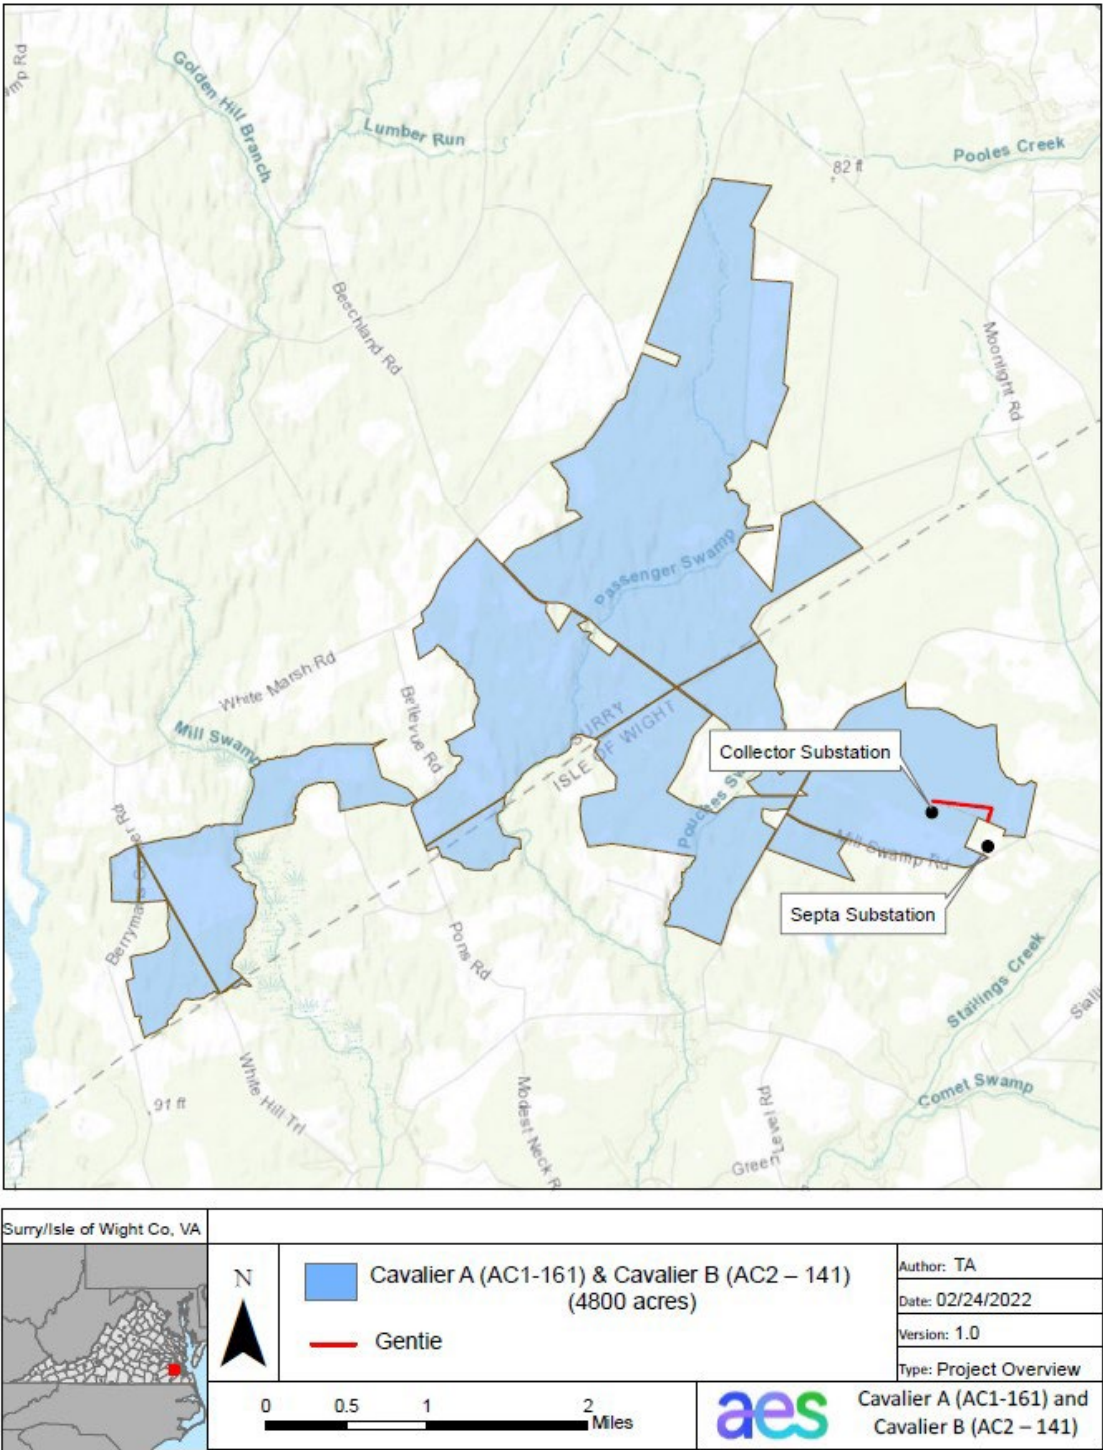 Golden Hill Branch
Lumber Run
Pooles Creek
82 ft
Beechland Rd
Moonlight Rd
Passenger Swamp
White Marsh Rd
Bellevue Rd
SURRY
ISLE OF WIGHT
Mill Swamp
Collector Substation
Mill Swamp Rd
Septa Substation
Pons Rd
Stallings Creek
Comet Swamp
White Hill Trl
91 ft
Modest Neck R
Level Rd
Green
Surry/Isle of Wight Co, VA
N
Cavalier A (AC1-161) & Cavalier B (AC2 – 141)
(4800 acres)
Gentie
Author: TA
Date: 02/24/2022
Version: 1.0
Type: Project Overview
0 0.5 1 2
Miles
aes
Cavalier A (AC1-161) and
Cavalier B (AC2 – 141)